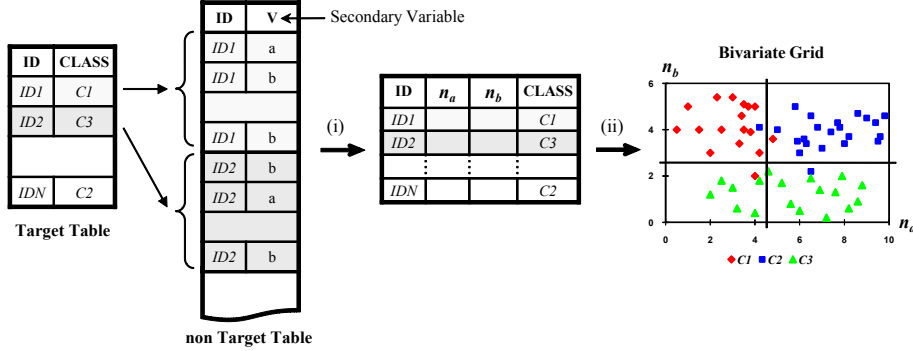 ID CLASS
ID1 C1
ID2 C3
IDN C2
Target Table
ID V
Secondary Variable
ID1 a
ID1 b
ID1 b
ID2 b
ID2 a
ID2 b
non Target Table
(i)
ID na nb CLASS
ID1 C1
ID2 C3
IDN C2
(ii)
Bivariate Grid
nb
6
4
2
0
0 2 4 6 8 10
na
C1 C2 C3